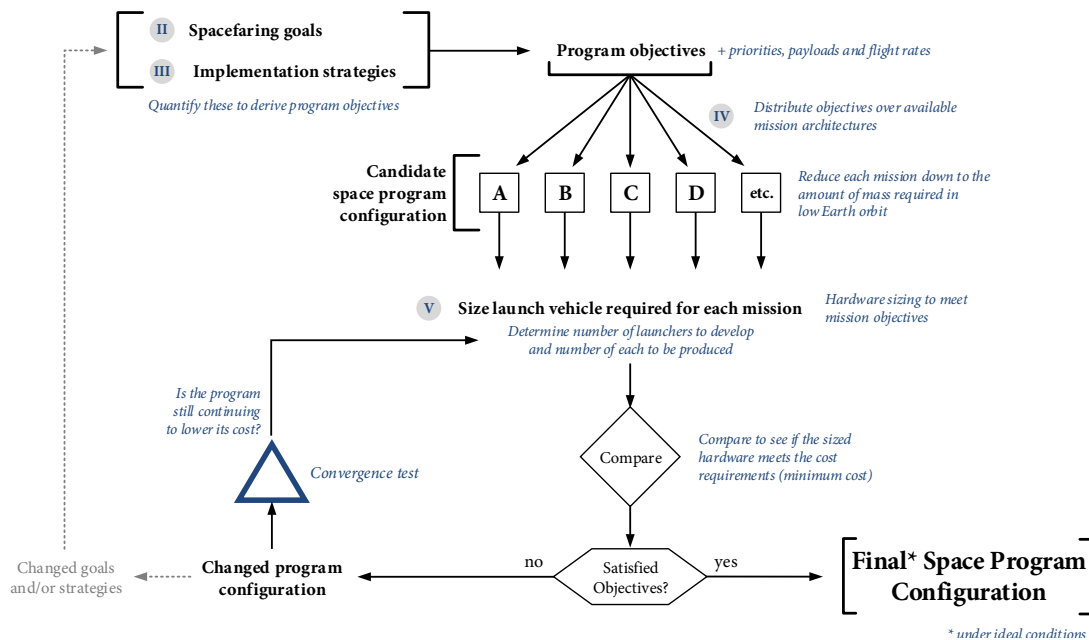 II Spacefaring goals
III Implementation strategies
Quantify these to derive program objectives
Program objectives
+ priorities, payloads and flight rates
IV
Distribute objectives over available
mission architectures
Candidate
space program
configuration
A B C D etc.
Reduce each mission down to the
amount of mass required in
low Earth orbit
V Size launch vehicle required for each mission
Determine number of launchers to develop
and number of each to be produced
Hardware sizing to meet
mission objectives
Is the program
still continuing
to lower its cost?
Convergence test
Compare
Compare to see if the sized
hardware meets the cost
requirements (minimum cost)
Changed goals
and/or strategies
Changed program
configuration
no
Satisfied
Objectives?
yes
Final* Space Program
Configuration
* under ideal conditions